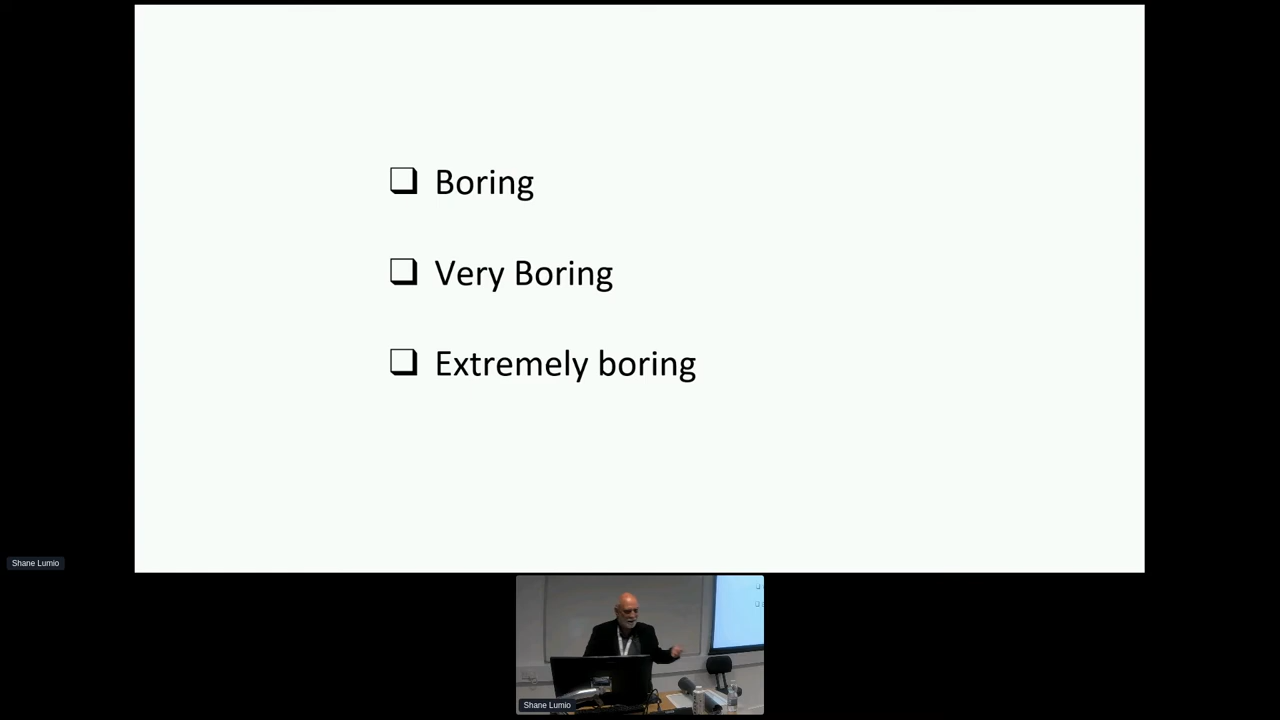 ❑ Boring
❑ Very Boring
❑ Extremely boring
Shane Lumio
Shane Lumio